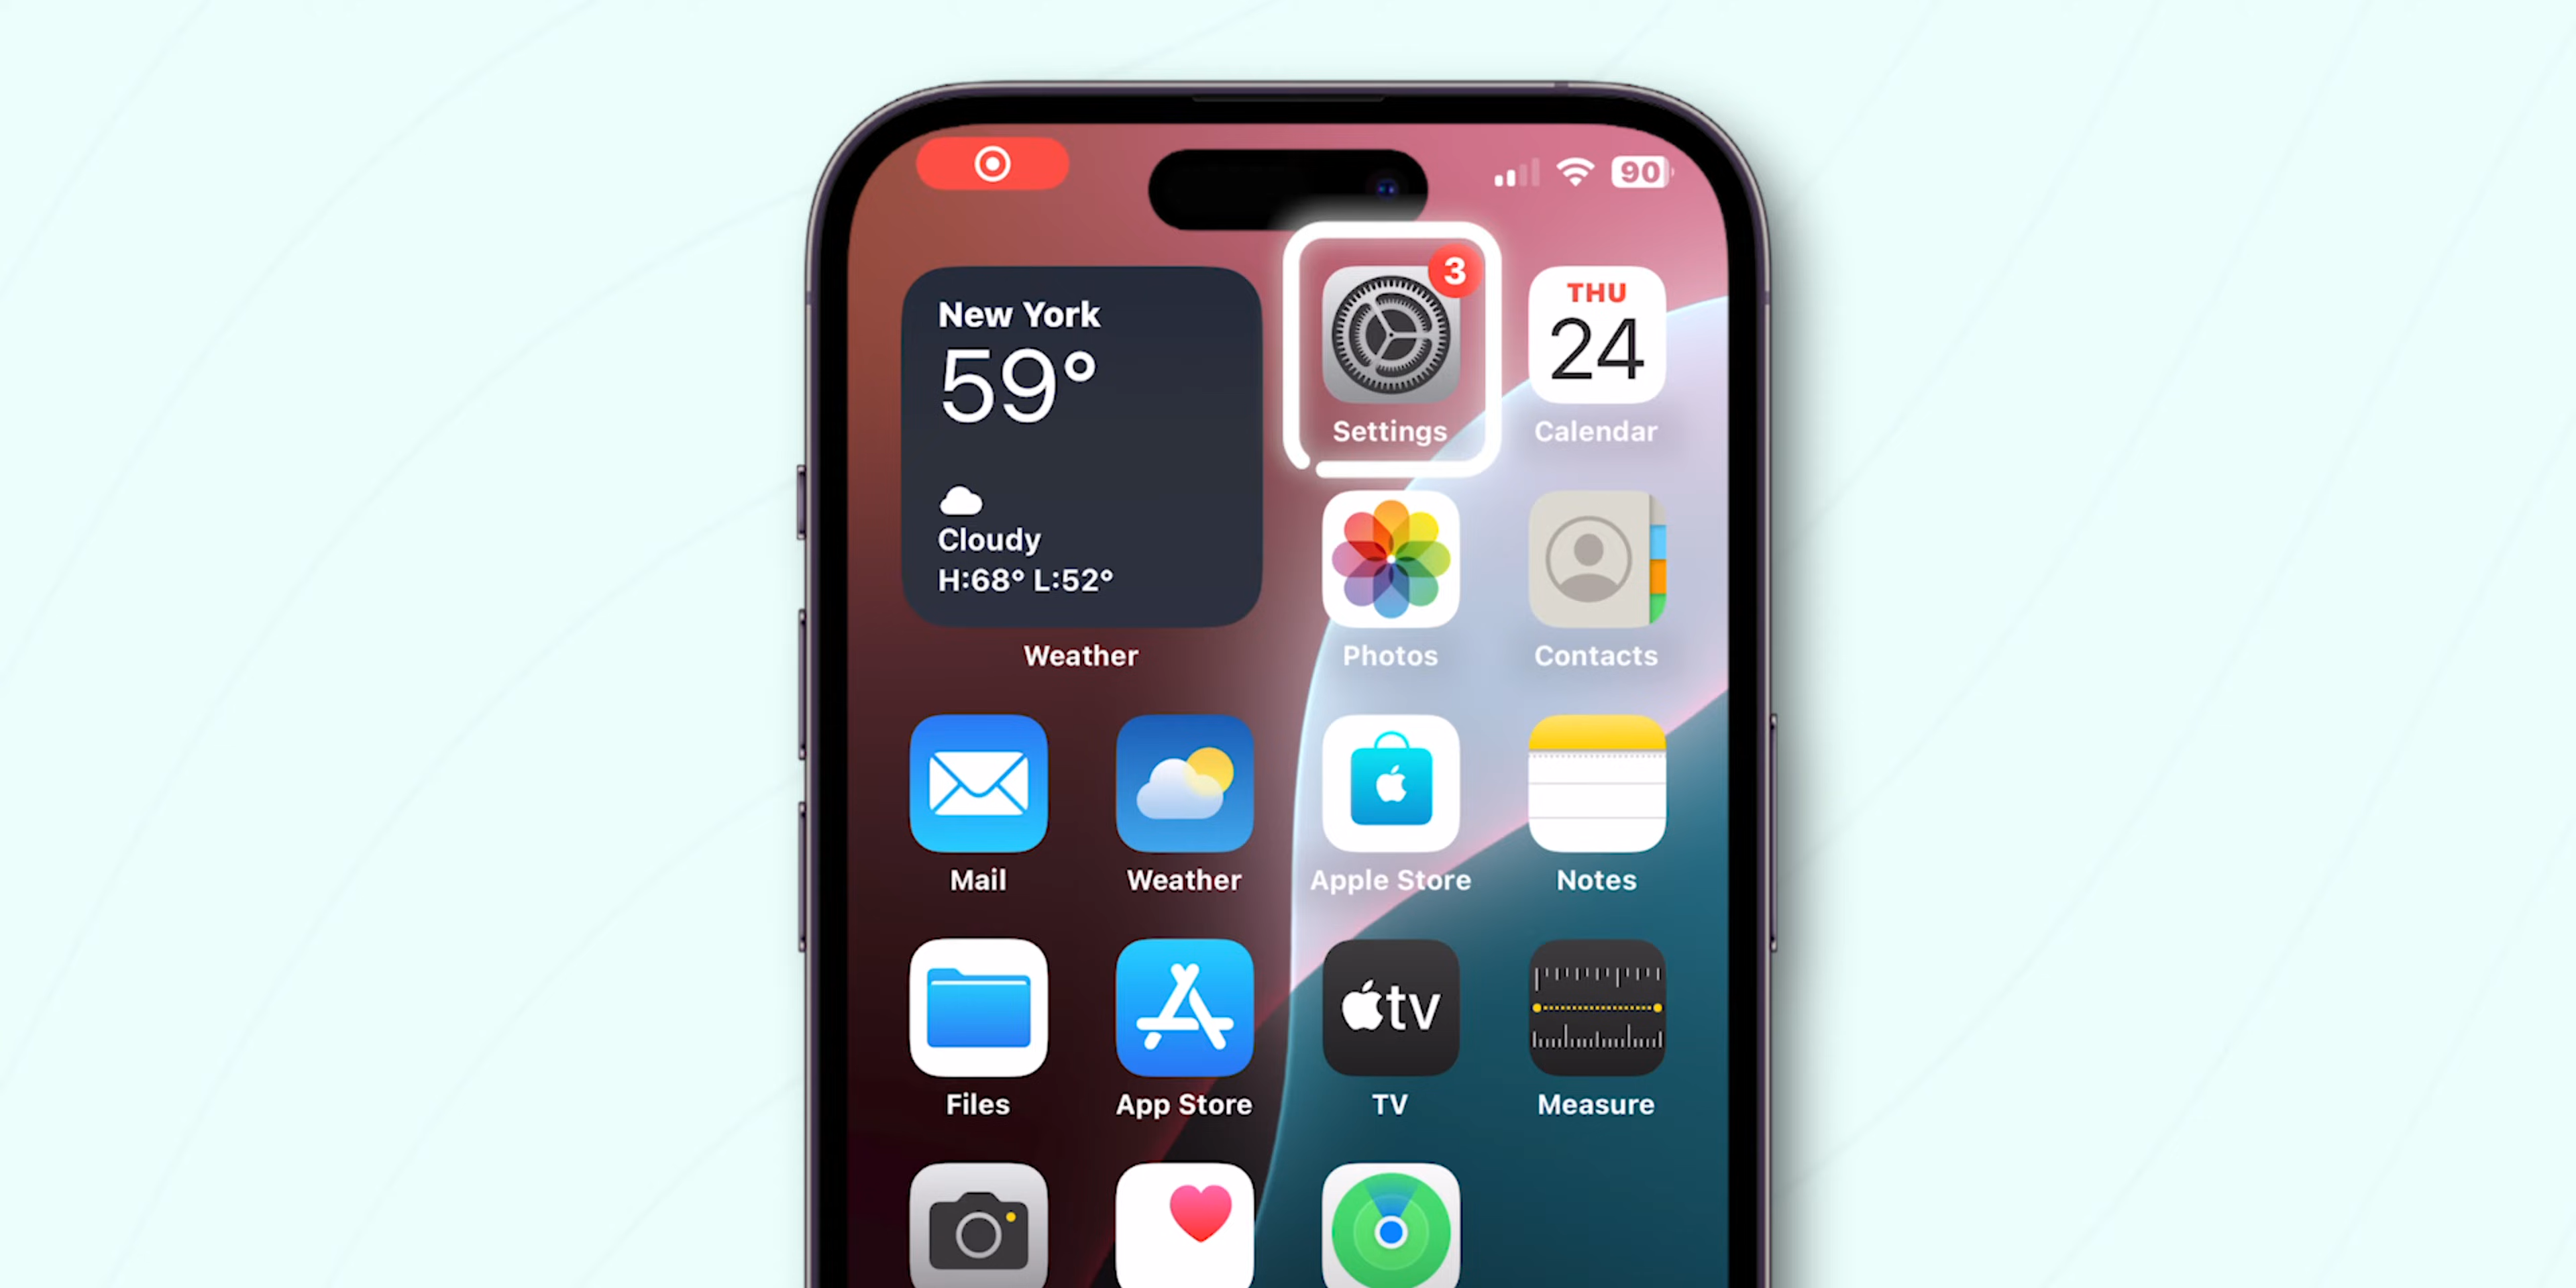 90
New York
59°
Cloudy
H:68° L:52°
Weather
3
Settings
THU
24
Calendar
Photos
Contacts
Mail
Weather
Apple Store
Notes
Files
App Store
tv
TV
Measure